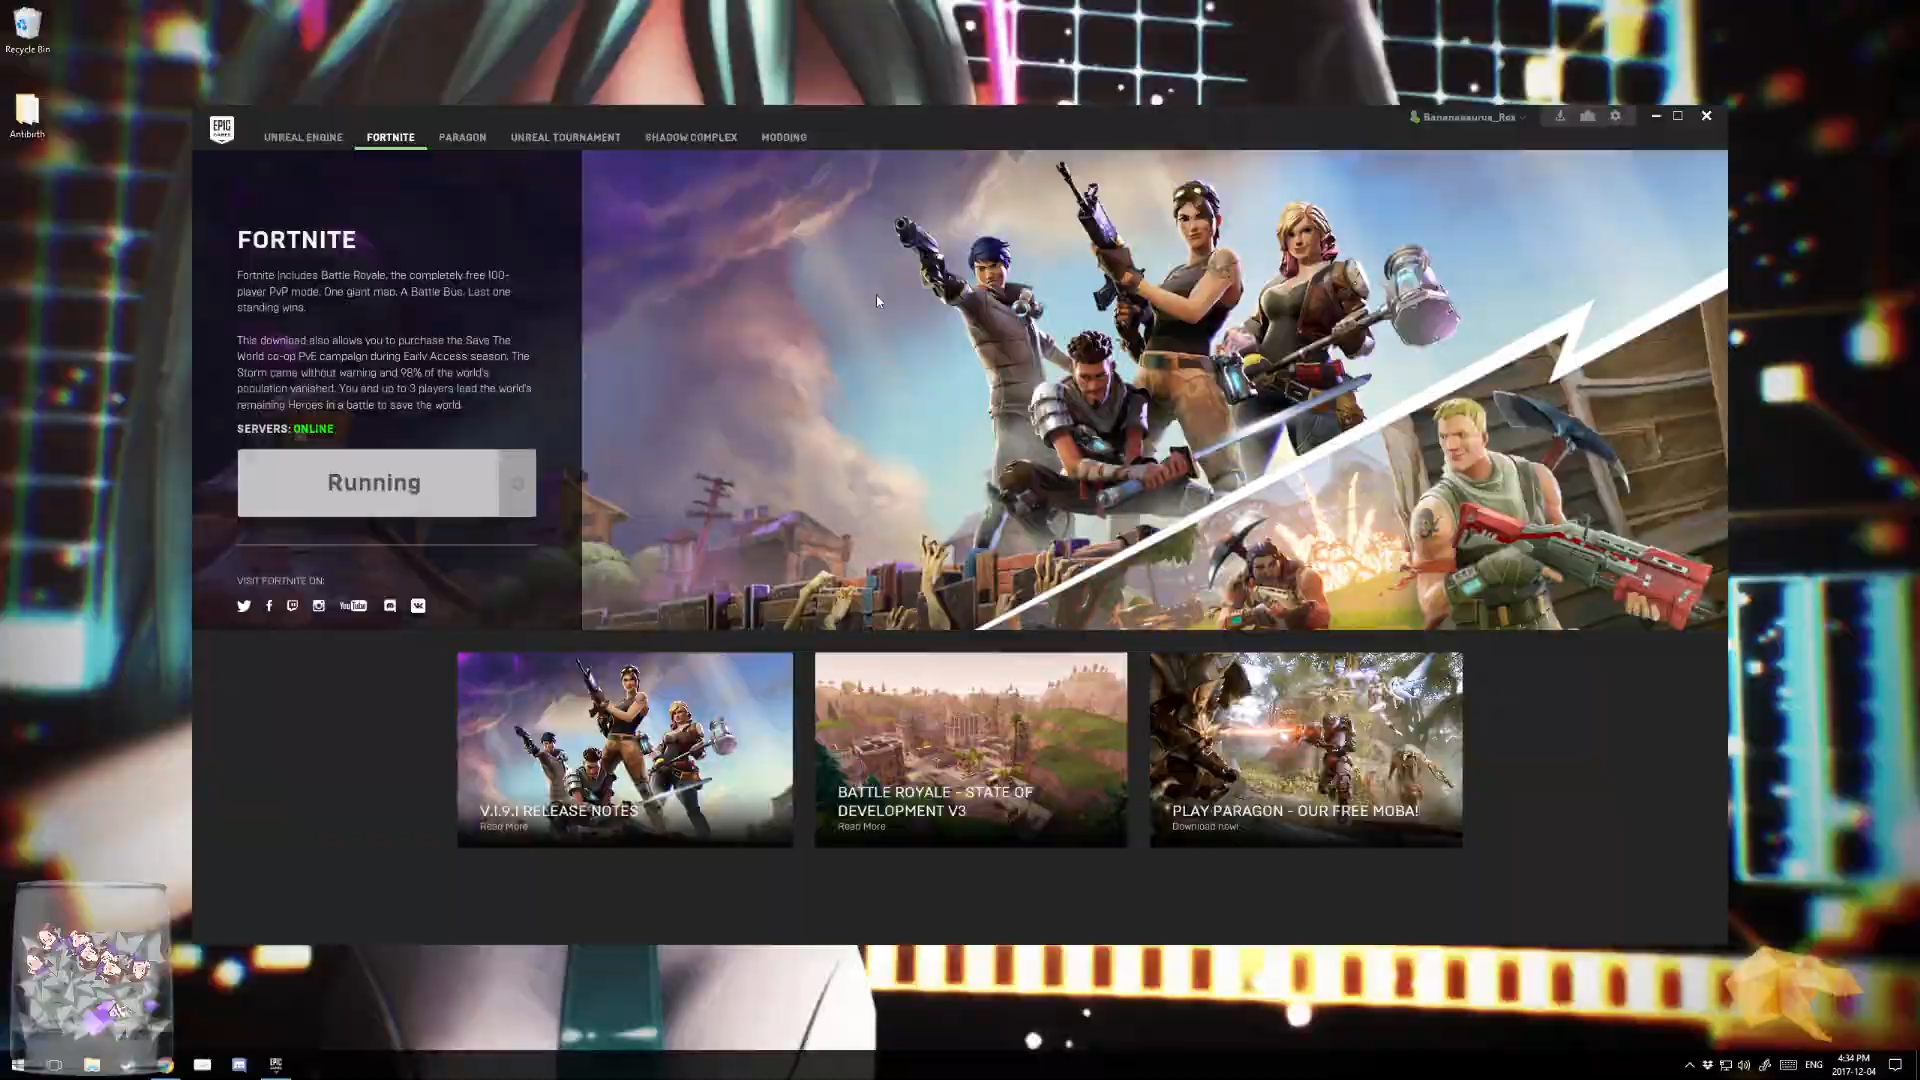 Recycle Bin
Antibirth
EPIC GAMES
UNREAL ENGINE
FORTNITE
PARAGON
UNREAL TOURNAMENT
SHADOW COMPLEX
MODDING
Bananasaurus_Rex
FORTNITE
Fortnite includes Battle Royale, the completely free 100-
player PvP mode. One giant map. A Battle Bus. Last one
standing wins.
This download also allows you to purchase the Save The
World co-op PvE campaign during Early Access season. The
Storm came without warning and 98% of the world's
population vanished. You and up to 3 players lead the world's
remaining Heroes in a battle to save the world.
SERVERS: ONLINE
Running
VISIT FORTNITE ON:
YouTube
V.1.9.1 RELEASE NOTES
Read More
BATTLE ROYALE - STATE OF
DEVELOPMENT V3
Read More
PLAY PARAGON - OUR FREE MOBA!
Download now!
EPIC GAMES
ENG
4:34 PM
2017-12-04